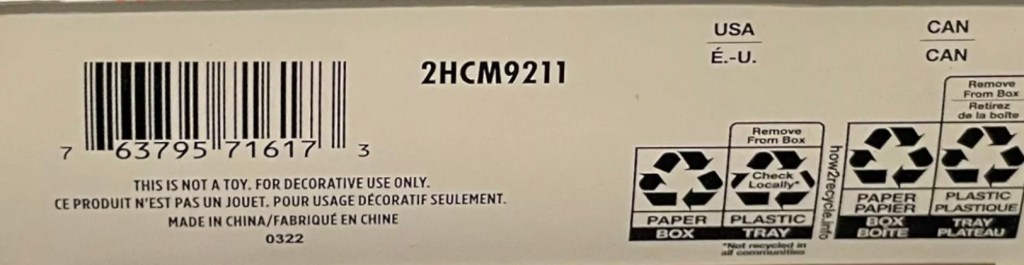 2HCM9211
7 63795 71617 3
THIS IS NOT A TOY. FOR DECORATIVE USE ONLY.
CE PRODUIT N'EST PAS UN JOUET. POUR USAGE DÉCORATIF SEULEMENT.
MADE IN CHINA/FABRIQUÉ EN CHINE
0322
USA
É.-U.
Remove
From Box
Check
Locally*
PAPER
BOX
PLASTIC
TRAY
*Not recycled in
all communities
how2recycle.info
CAN
CAN
Remove
From Box
Retirez
de la boîte
PAPER
PAPIER
BOX
BOÎTE
PLASTIC
PLASTIQUE
TRAY
PLATEAU